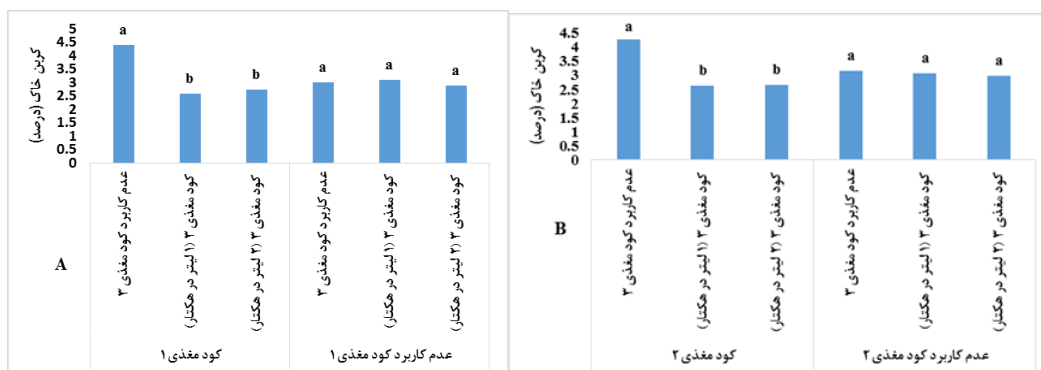 کربن خاک (درصد)
5
4.5
4
3.5
3
2.5
2
1.5
1
0.5
0
a
b
b
a
a
a
عدم کاربرد کود مغذی ۳
کود مغذی ۳ (۱ لیتر در هکتار)
کود مغذی ۳ (۲ لیتر در هکتار)
عدم کاربرد کود مغذی ۳
کود مغذی ۳ (۱ لیتر در هکتار)
کود مغذی ۳ (۲ لیتر در هکتار)
کود مغذی ۱
عدم کاربرد کود مغذی ۱
A
کربن خاک (درصد)
4.5
4
3.5
3
2.5
2
1.5
1
0.5
0
a
b
b
a
a
a
عدم کاربرد کود مغذی ۳
کود مغذی ۳ (۱ لیتر در هکتار)
کود مغذی ۳ (۲ لیتر در هکتار)
عدم کاربرد کود مغذی ۳
کود مغذی ۳ (۱ لیتر در هکتار)
کود مغذی ۳ (۲ لیتر در هکتار)
کود مغذی ۲
عدم کاربرد کود مغذی ۲
B